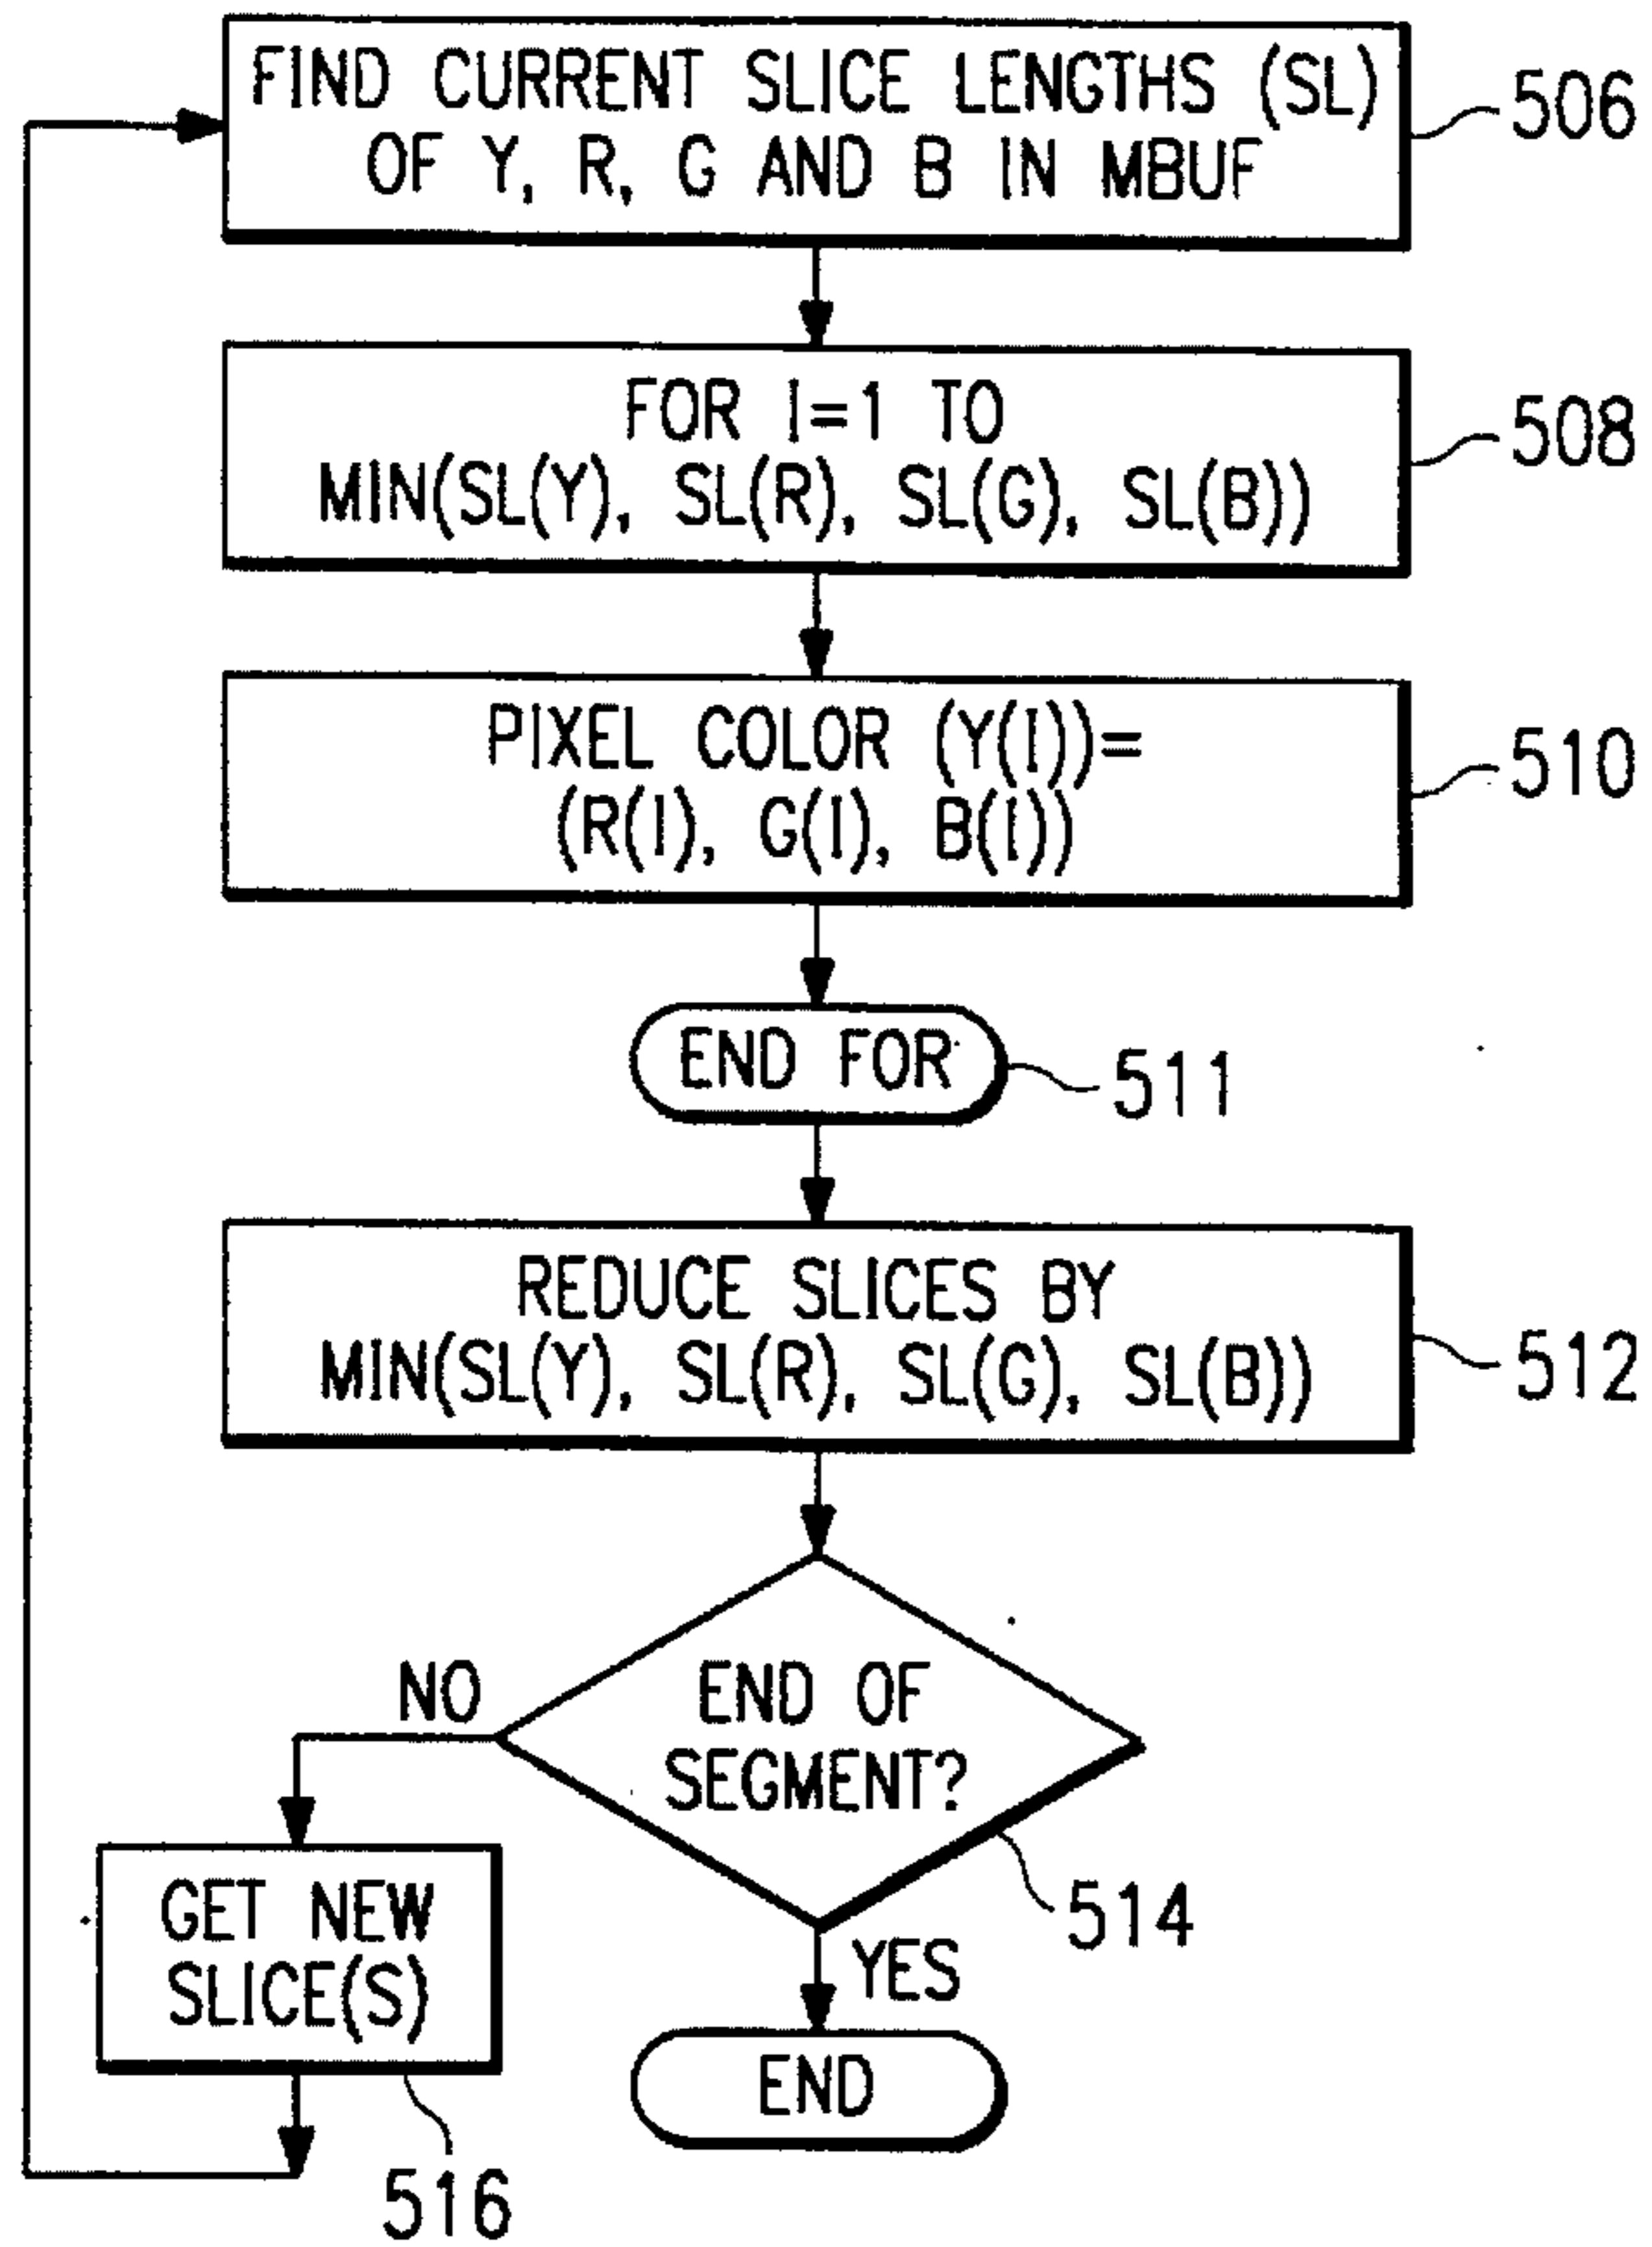 FIND CURRENT SLICE LENGTHS (SL)
OF Y, R, G AND B IN MBUF
506
FOR I=1 TO
MIN(SL(Y), SL(R), SL(G), SL(B))
508
PIXEL COLOR (Y(I))=
(R(I), G(I), B(I))
510
END FOR
511
REDUCE SLICES BY
MIN(SL(Y), SL(R), SL(G), SL(B))
512
END OF
SEGMENT?
514
NO
YES
GET NEW
SLICE(S)
516
END